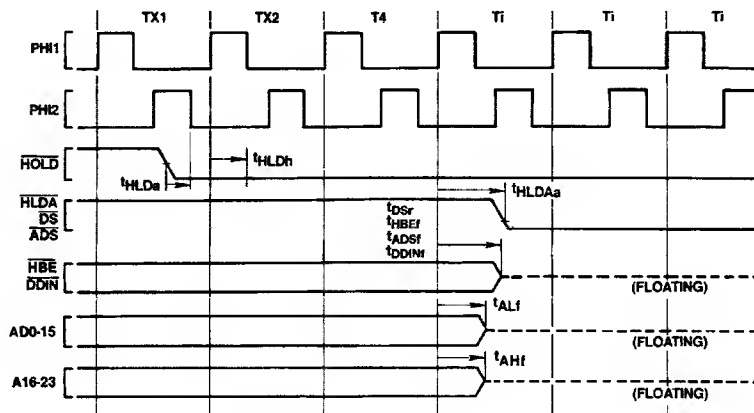 TX1 TX2 T4 Ti Ti Ti
PHI1
PHI2
HOLD
tHLDa
tHLDh
HLDA
DS
ADS
tDSr
tHBEf
tADSf
tDDINf
tHLDAa
HBE
DDIN
(FLOATING)
AD0-15
tALf
(FLOATING)
A16-23
tAHf
(FLOATING)